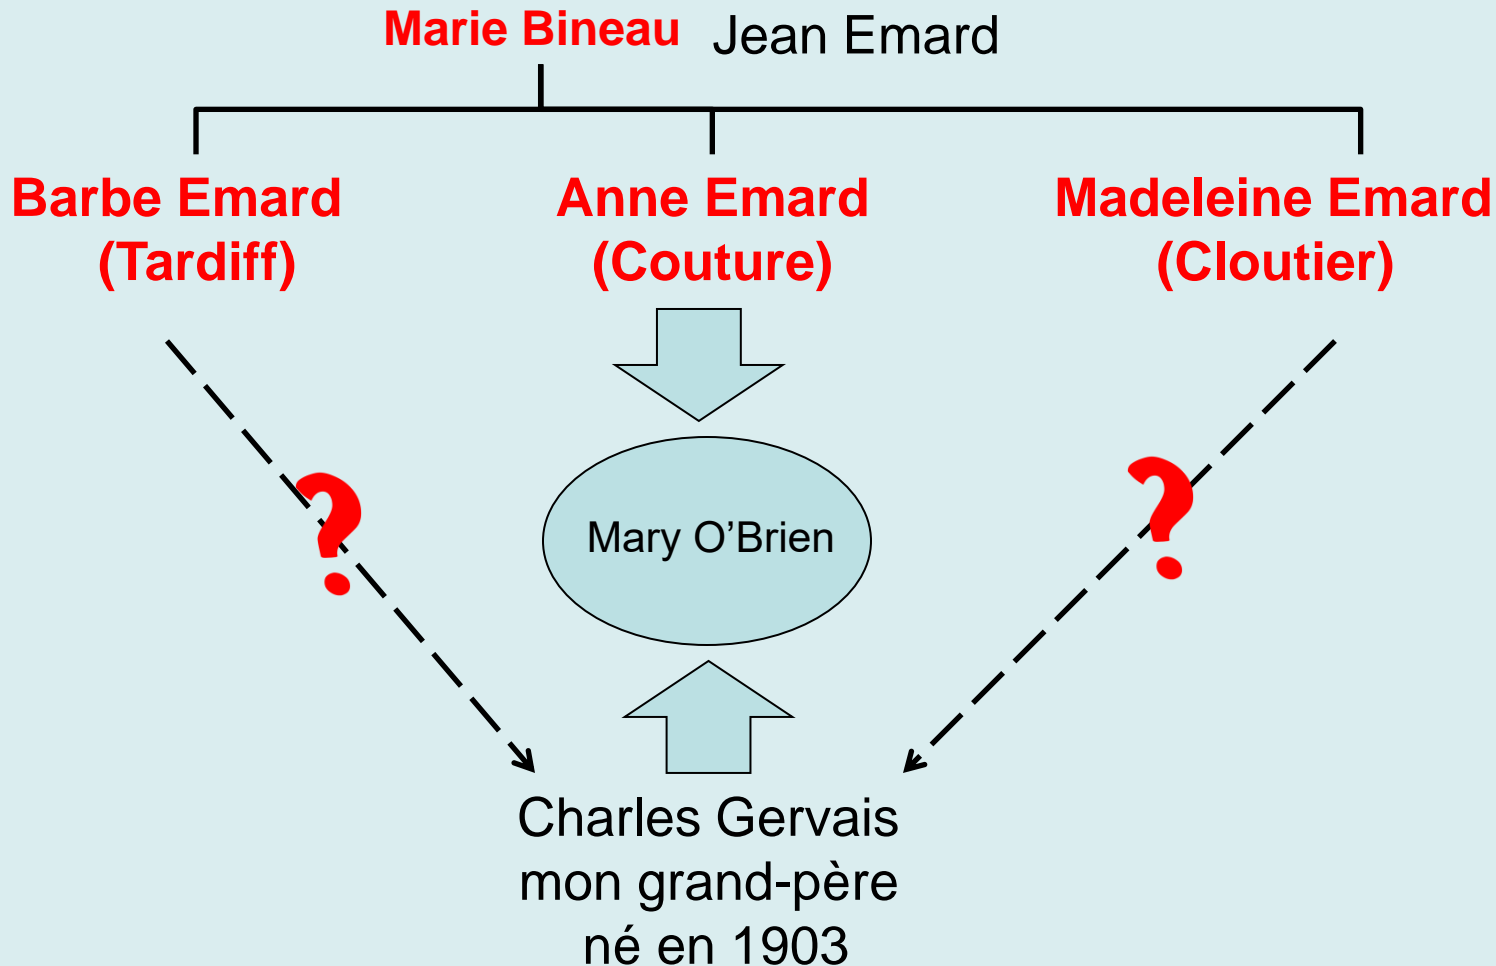 Marie Bineau Jean Emard
Barbe Emard
(Tardiff)
Anne Emard
(Couture)
Madeleine Emard
(Cloutier)
?
?
Mary O’Brien
Charles Gervais
mon grand-père
né en 1903